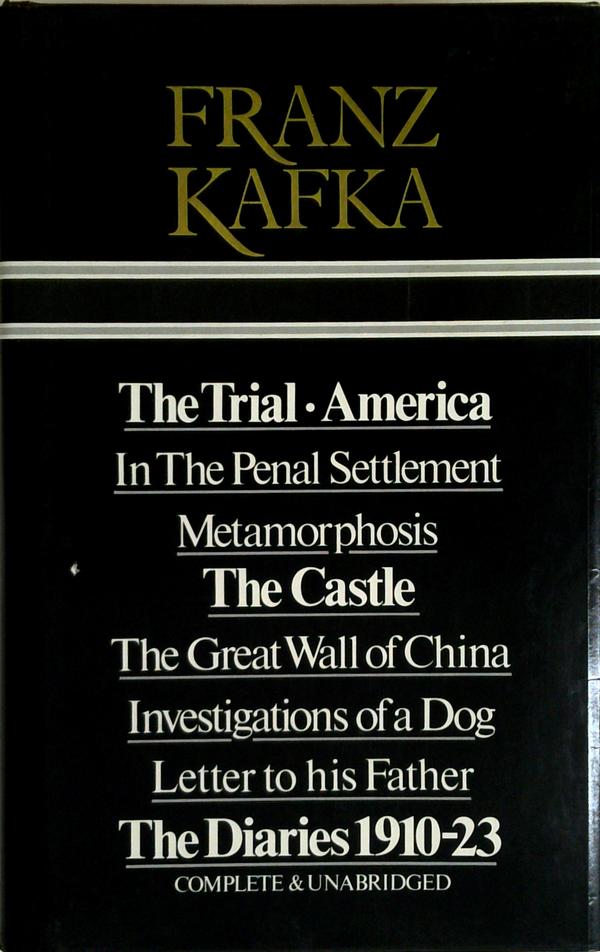 FRANZ
KAFKA
The Trial · America
In The Penal Settlement
Metamorphosis
The Castle
The Great Wall of China
Investigations of a Dog
Letter to his Father
The Diaries 1910-23
COMPLETE & UNABRIDGED